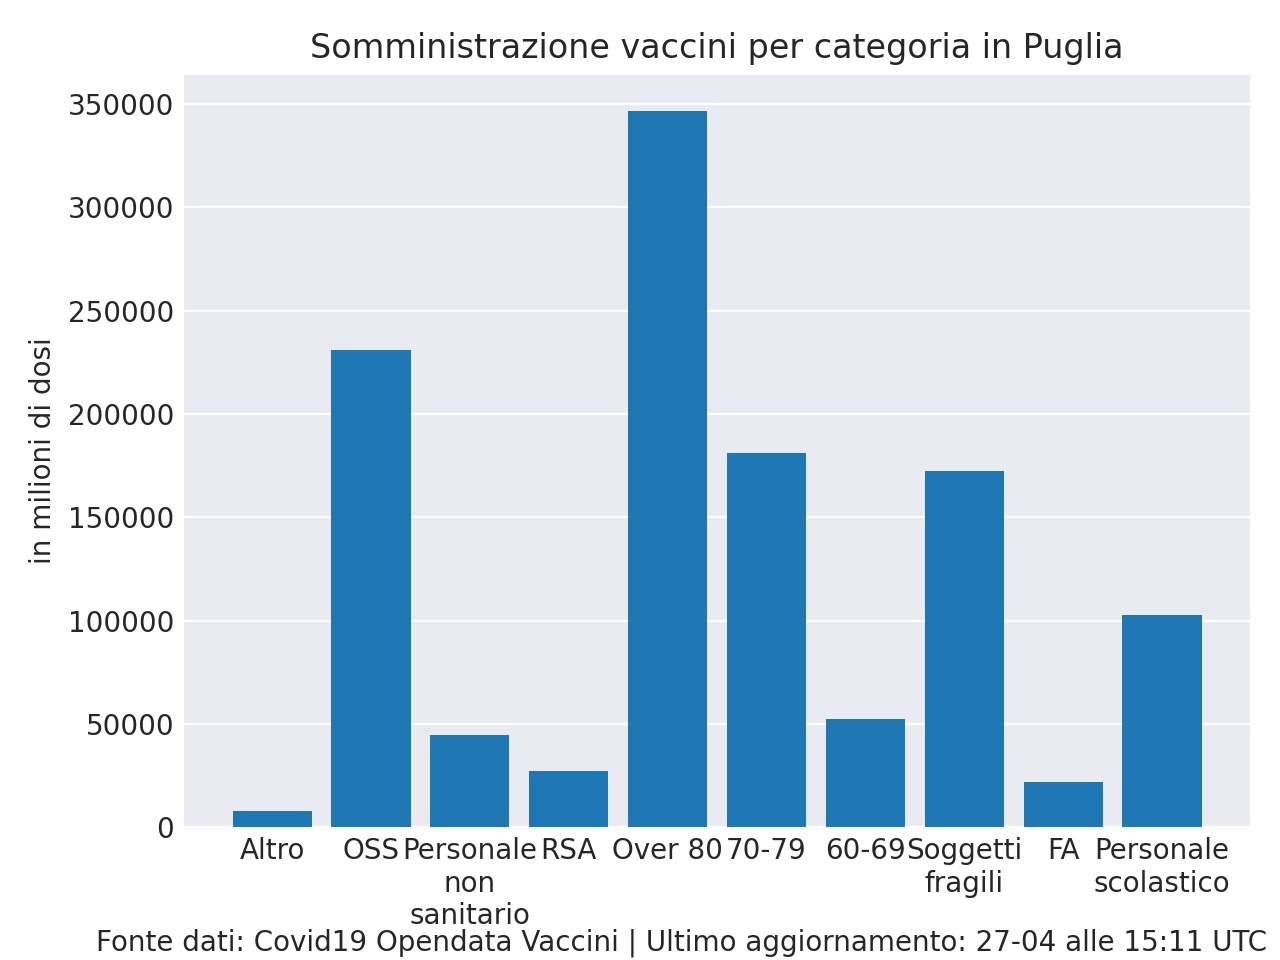 Somministrazione vaccini per categoria in Puglia
350000
300000
250000
200000
150000
100000
50000
0
in milioni di dosi
Altro
OSS
Personale
non
sanitario
RSA
Over 80
70-79
60-69
Soggetti
fragili
FA
Personale
scolastico
Fonte dati: Covid19 Opendata Vaccini | Ultimo aggiornamento: 27-04 alle 15:11 UTC